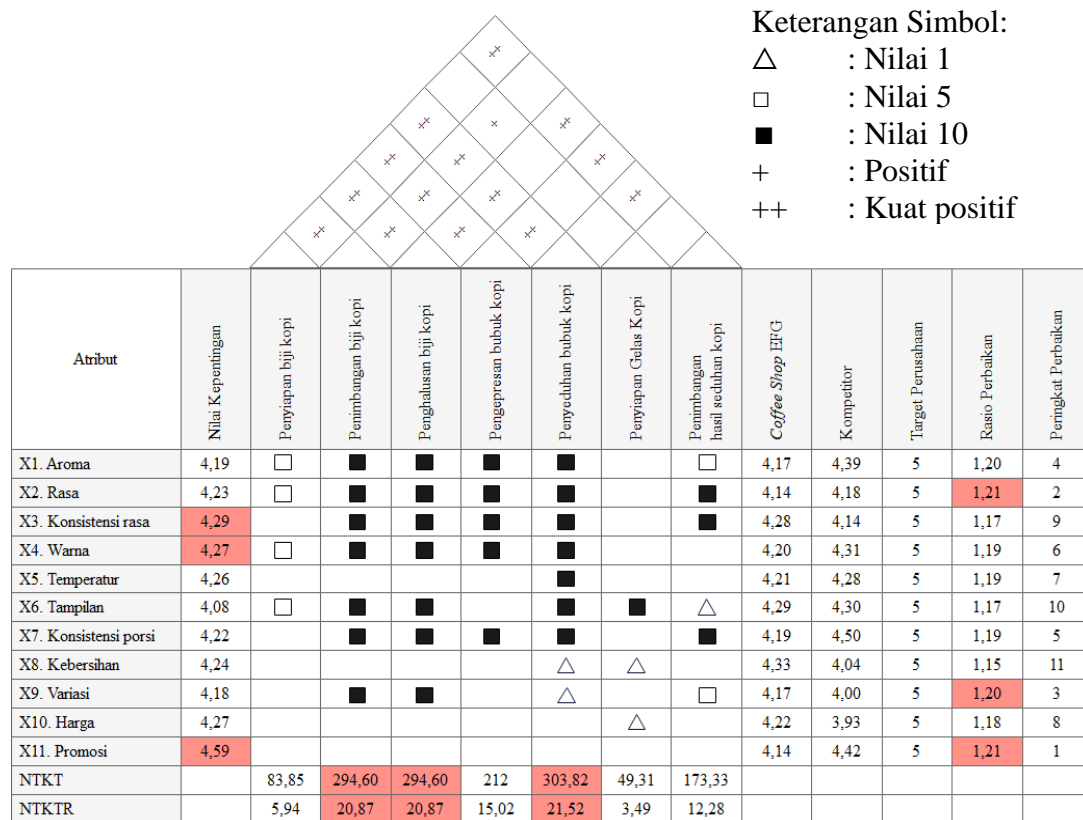 Keterangan Simbol:
△ : Nilai 1
□ : Nilai 5
■ : Nilai 10
+ : Positif
++ : Kuat positif
Atribut Nilai Kepentingan Penyiapan biji kopi Penimbangan biji kopi Penghalusan biji kopi Pengepresan bubuk kopi Penyeduhan bubuk kopi Penyiapan Gelas Kopi Penimbangan hasil seduhan kopi Coffee Shop EFG Kompetitor Target Perusahaan Rasio Perbaikan Peringkat Perbaikan
X1. Aroma 4,19 □ ■ ■ ■ ■ □ 4,17 4,39 5 1,20 4
X2. Rasa 4,23 □ ■ ■ ■ ■ ■ 4,14 4,18 5 1,21 2
X3. Konsistensi rasa 4,29 ■ ■ ■ ■ ■ 4,28 4,14 5 1,17 9
X4. Warna 4,27 □ ■ ■ ■ ■ 4,20 4,31 5 1,19 6
X5. Temperatur 4,26 ■ 4,21 4,28 5 1,19 7
X6. Tampilan 4,08 □ ■ ■ ■ ■ △ 4,29 4,30 5 1,17 10
X7. Konsistensi porsi 4,22 ■ ■ ■ ■ ■ 4,19 4,50 5 1,19 5
X8. Kebersihan 4,24 △ △ 4,33 4,04 5 1,15 11
X9. Variasi 4,18 ■ ■ △ □ 4,17 4,00 5 1,20 3
X10. Harga 4,27 △ 4,22 3,93 5 1,18 8
X11. Promosi 4,59 4,14 4,42 5 1,21 1
NTKT 83,85 294,60 294,60 212 303,82 49,31 173,33
NTKTR 5,94 20,87 20,87 15,02 21,52 3,49 12,28